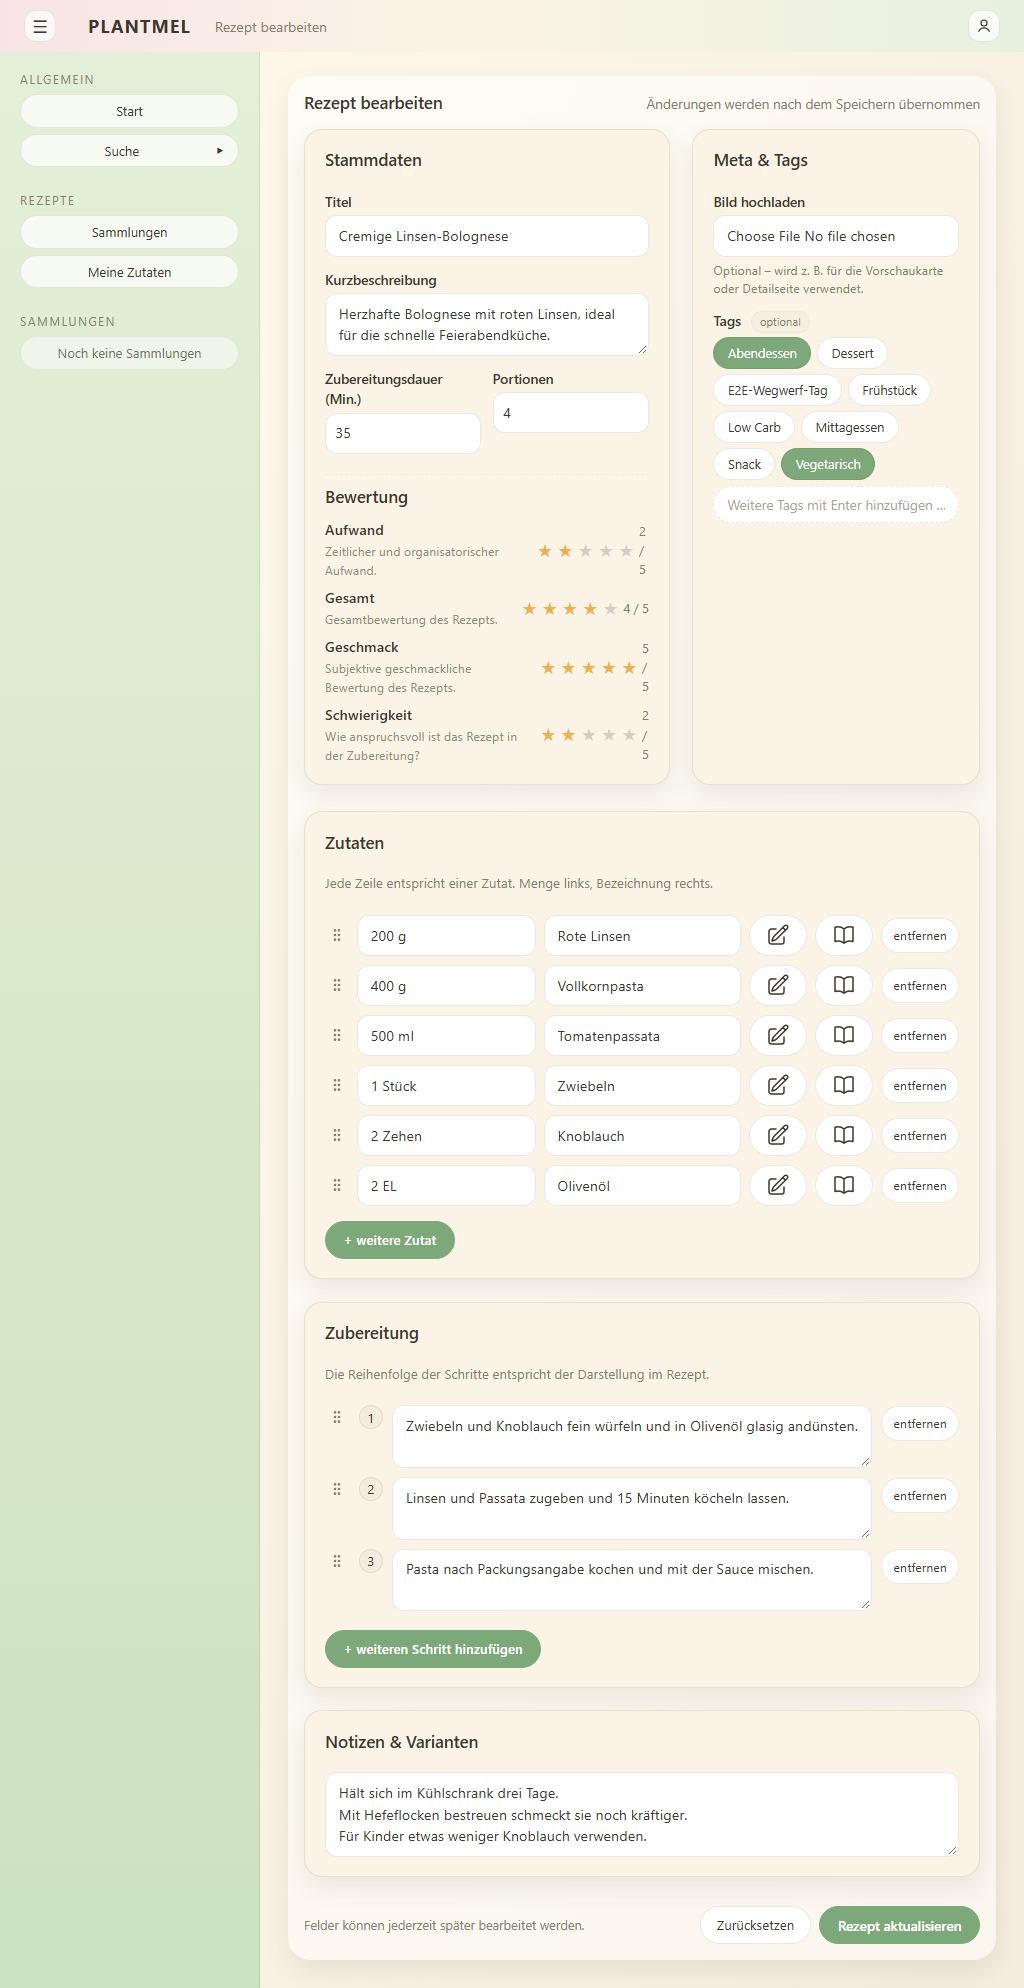 PLANTMEL
Rezept bearbeiten
ALLGEMEIN
Start
Suche
REZEPTE
Sammlungen
Meine Zutaten
SAMMLUNGEN
Noch keine Sammlungen
Rezept bearbeiten
Änderungen werden nach dem Speichern übernommen
Stammdaten
Titel
Cremige Linsen-Bolognese
Kurzbeschreibung
Herzhafte Bolognese mit roten Linsen, ideal
für die schnelle Feierabendküche.
Zubereitungsdauer
(Min.)
35
Portionen
4
Bewertung
Aufwand
Zeitlicher und organisatorischer
Aufwand.
2
/
5
Gesamt
Gesamtbewertung des Rezepts.
4 / 5
Geschmack
Subjektive geschmackliche
Bewertung des Rezepts.
5
/
5
Schwierigkeit
Wie anspruchsvoll ist das Rezept in
der Zubereitung?
2
/
5
Meta & Tags
Bild hochladen
Choose File No file chosen
Optional – wird z. B. für die Vorschaukarte
oder Detailseite verwendet.
Tags optional
Abendessen Dessert
E2E-Wegwerf-Tag Frühstück
Low Carb Mittagessen
Snack Vegetarisch
Weitere Tags mit Enter hinzufügen ...
Zutaten
Jede Zeile entspricht einer Zutat. Menge links, Bezeichnung rechts.
200 g Rote Linsen entfernen
400 g Vollkornpasta entfernen
500 ml Tomatenpassata entfernen
1 Stück Zwiebeln entfernen
2 Zehen Knoblauch entfernen
2 EL Olivenöl entfernen
+ weitere Zutat
Zubereitung
Die Reihenfolge der Schritte entspricht der Darstellung im Rezept.
1 Zwiebeln und Knoblauch fein würfeln und in Olivenöl glasig andünsten. entfernen
2 Linsen und Passata zugeben und 15 Minuten köcheln lassen. entfernen
3 Pasta nach Packungsangabe kochen und mit der Sauce mischen. entfernen
+ weiteren Schritt hinzufügen
Notizen & Varianten
Hält sich im Kühlschrank drei Tage.
Mit Hefeflocken bestreuen schmeckt sie noch kräftiger.
Für Kinder etwas weniger Knoblauch verwenden.
Felder können jederzeit später bearbeitet werden.
Zurücksetzen
Rezept aktualisieren